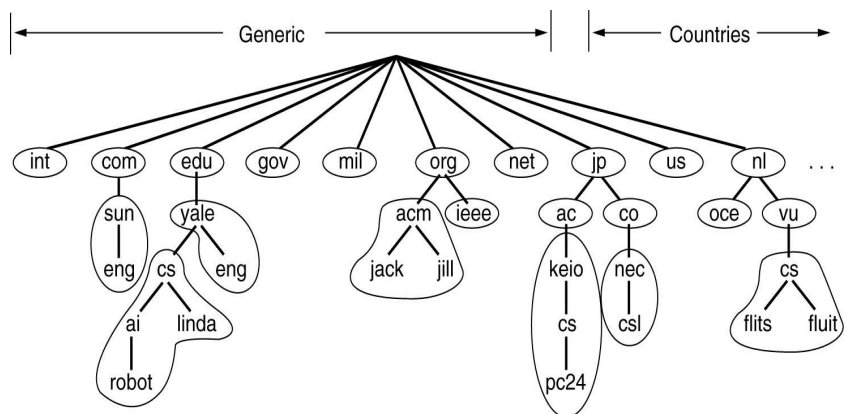 Generic Countries
int com edu gov mil org net jp us nl ...
sun yale acm ieee ac co oce vu
eng cs eng jack jill keio nec cs
ai linda cs csl flits fluit
robot pc24